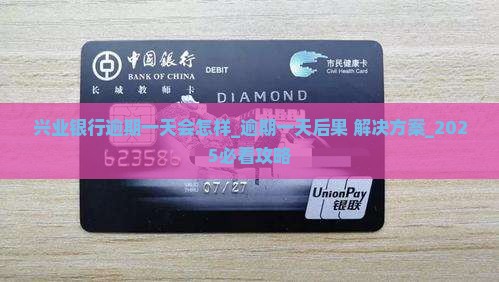 中国银行
BANK OF CHINA
DEBIT
市民健康卡
Civil Health Card
长城教师卡
DIAMOND
兴业银行逾期一天会怎样_逾期一天后果 解决方案_202
5必看攻略
623586
07/27
UnionPay
银联